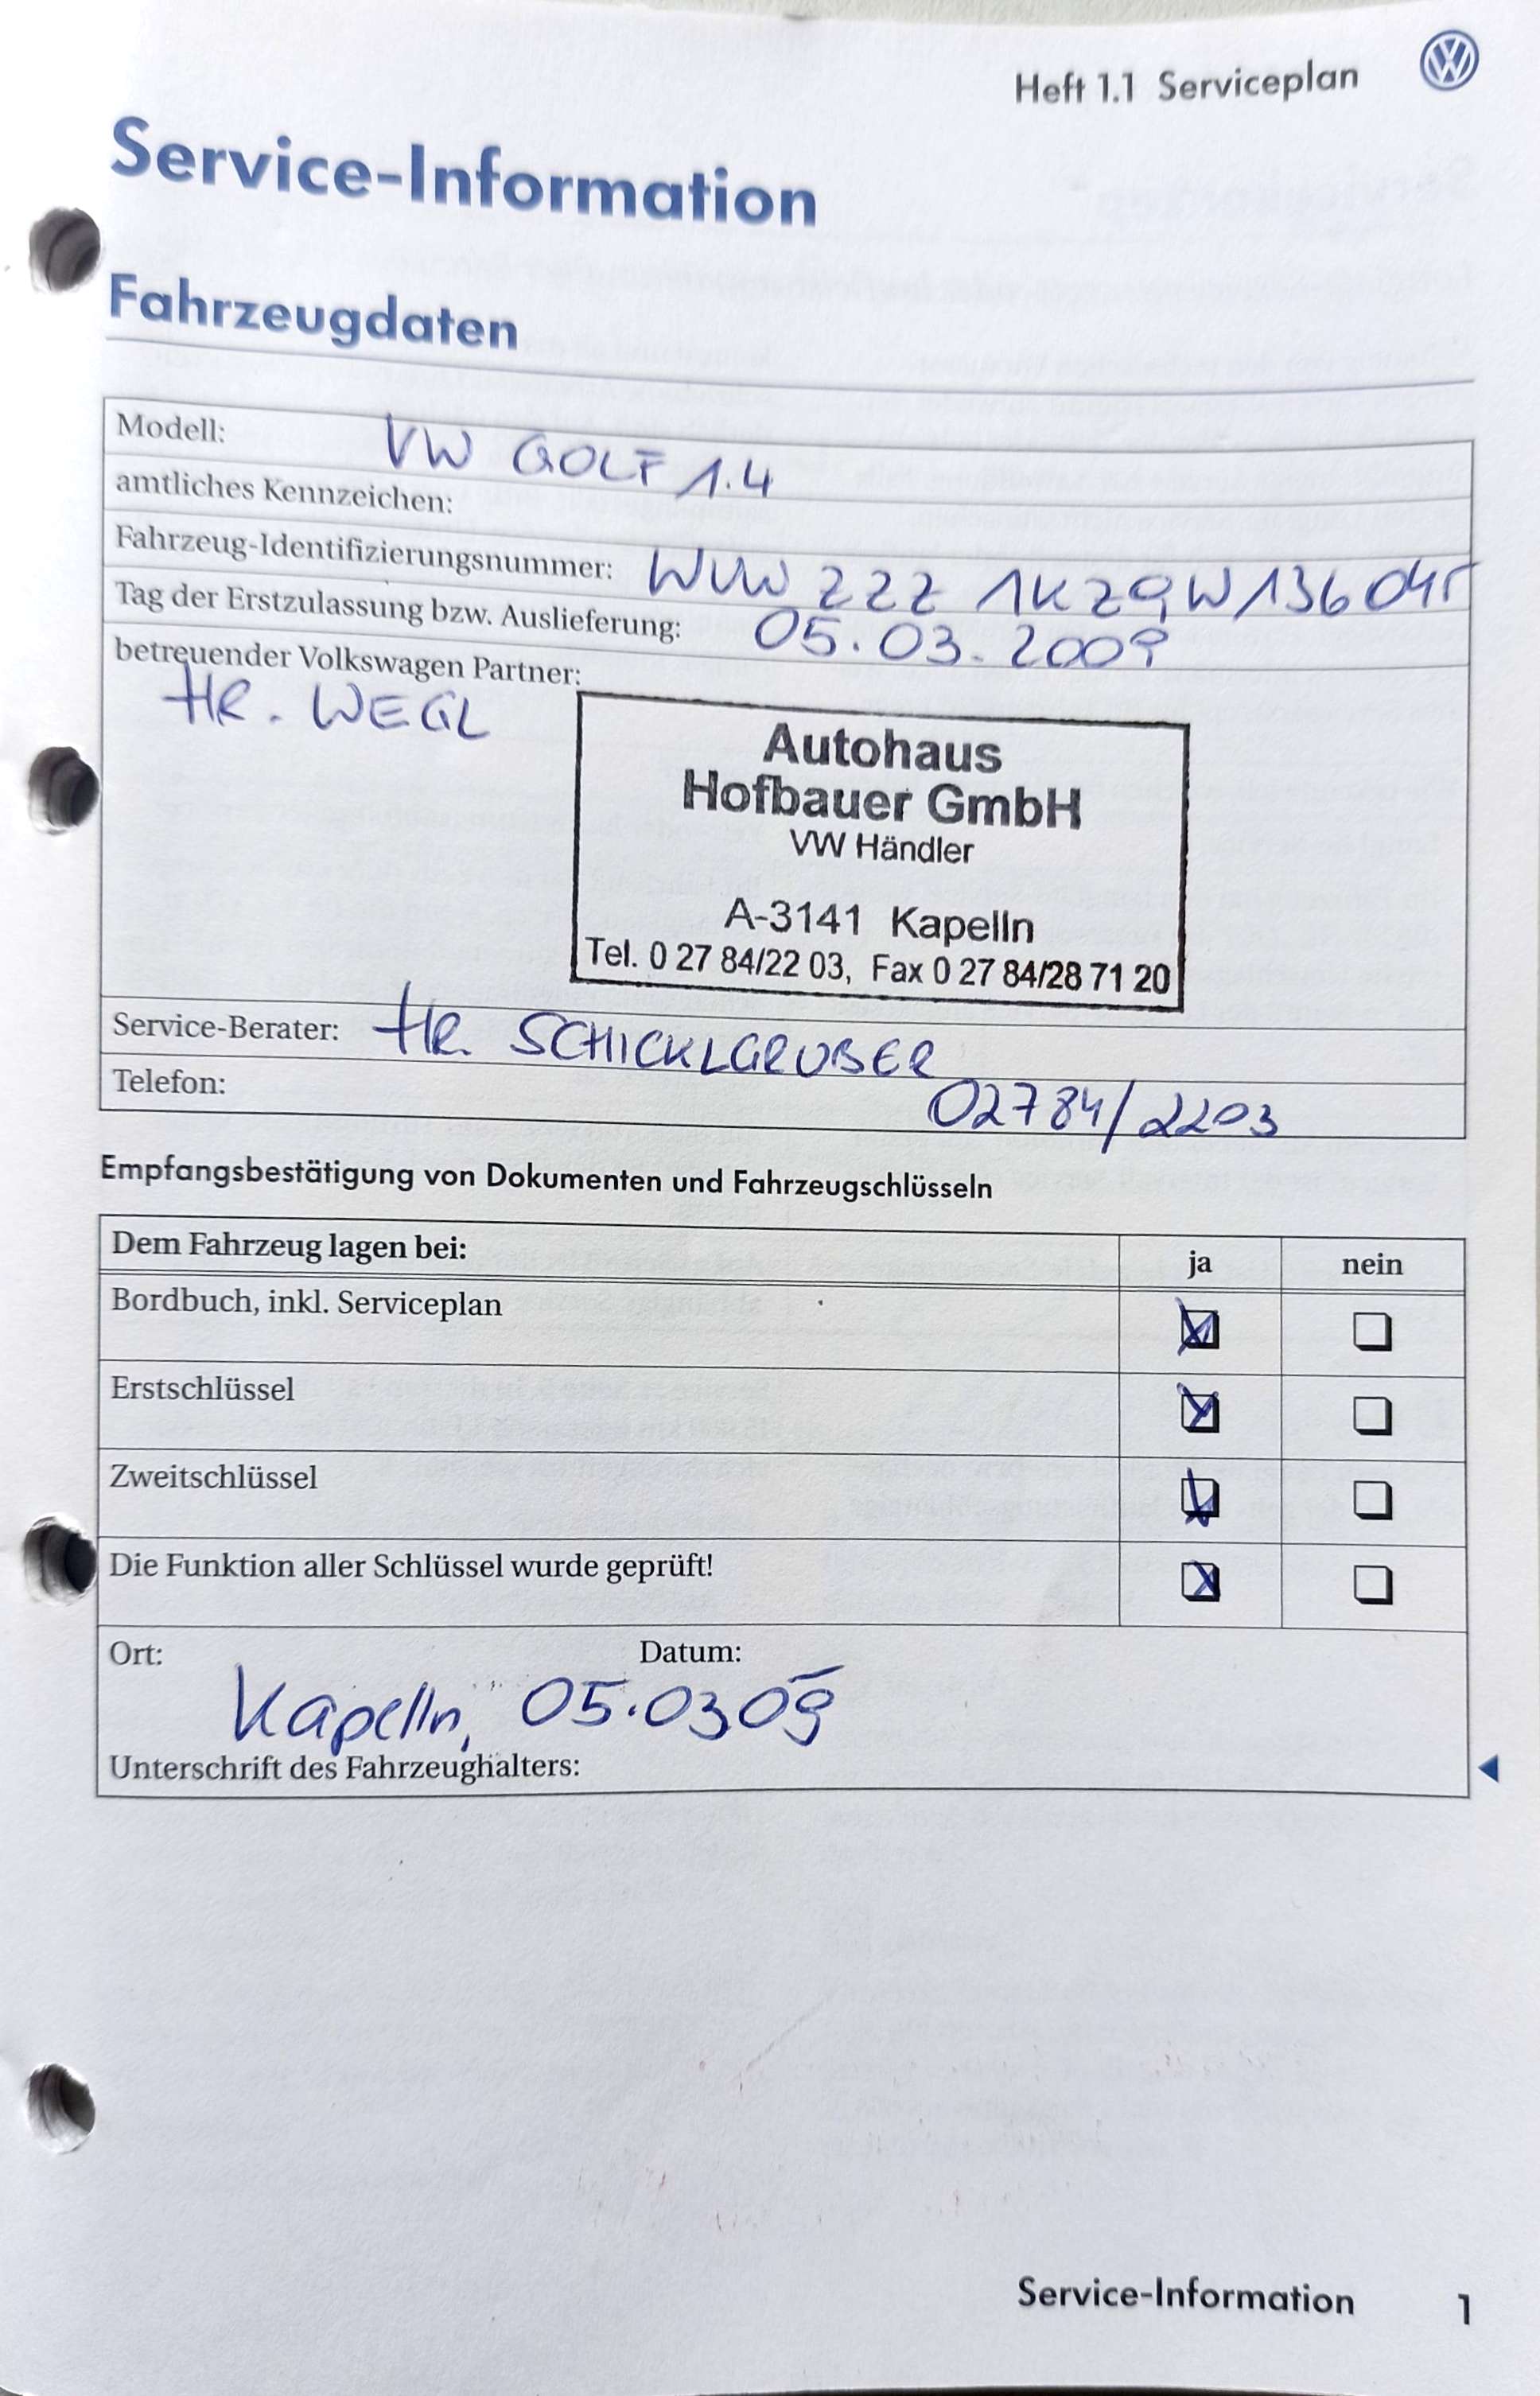 Heft 1.1 Serviceplan
Service-Information
Fahrzeugdaten
Modell: VW GOLF 1.4
amtliches Kennzeichen:
Fahrzeug-Identifizierungsnummer: WVW ZZZ 1KZ9W136045
Tag der Erstzulassung bzw. Auslieferung: 05.03.2009
betreuender Volkswagen Partner:
HR. WEGL
Autohaus
Hofbauer GmbH
VW Händler
A-3141 Kapelln
Tel. 0 27 84/22 03, Fax 0 27 84/28 71 20
Service-Berater: HR. SCHICKLGRUBER
Telefon: 02784/2203
Empfangsbestätigung von Dokumenten und Fahrzeugschlüsseln
Dem Fahrzeug lagen bei: ja nein
Bordbuch, inkl. Serviceplan
Erstschlüssel
Zweitschlüssel
Die Funktion aller Schlüssel wurde geprüft!
Ort: Datum:
Kapelln, 05.03 09
Unterschrift des Fahrzeughalters:
Service-Information 1